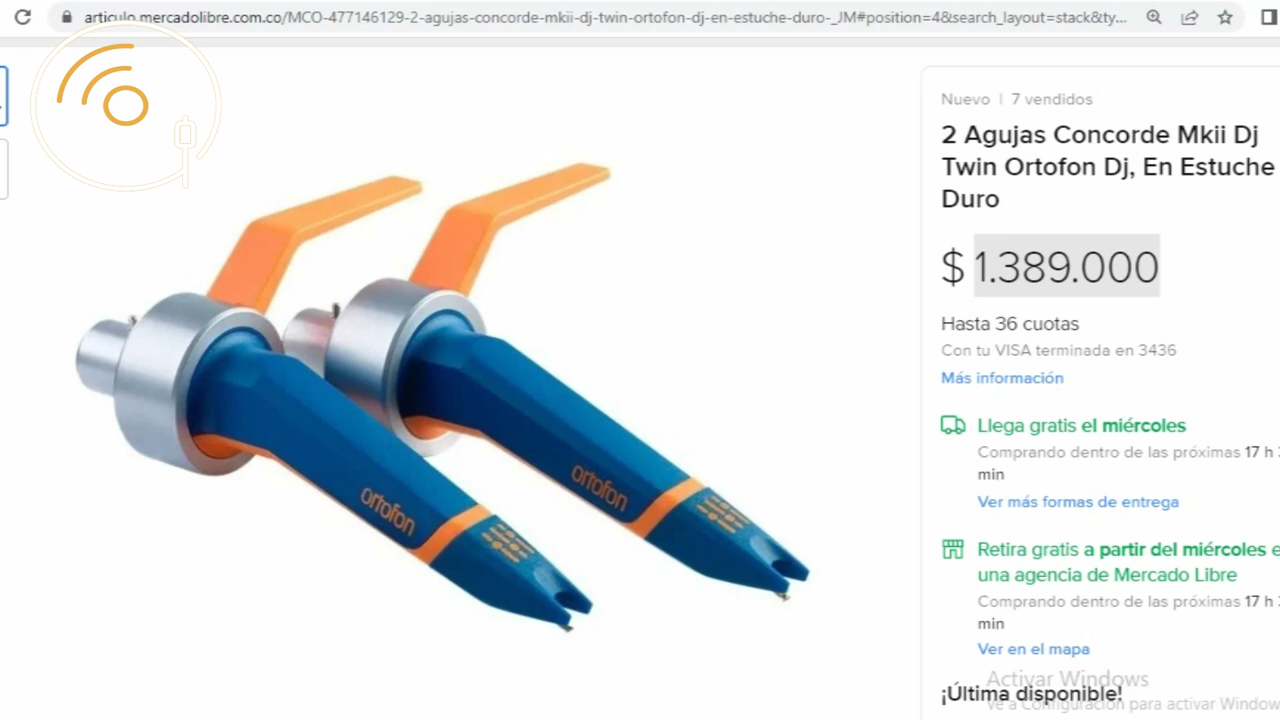 articulo.mercadolibre.com.co/MCO-477146129-2-agujas-concorde-mkii-dj-twin-ortofon-dj-en-estuche-duro-_JM#position=4&search_layout=stack&ty...
Nuevo | 7 vendidos
2 Agujas Concorde Mkii Dj
Twin Ortofon Dj, En Estuche
Duro
$ 1.389.000
Hasta 36 cuotas
Con tu VISA terminada en 3436
Más información
Llega gratis el miércoles
Comprando dentro de las próximas 17 h
min
Ver más formas de entrega
Retira gratis a partir del miércoles e
una agencia de Mercado Libre
Comprando dentro de las próximas 17 h
min
Ver en el mapa
Activar Windows
¡Última disponible!
Ve a Configuración para activar Window
ortofon
ortofon